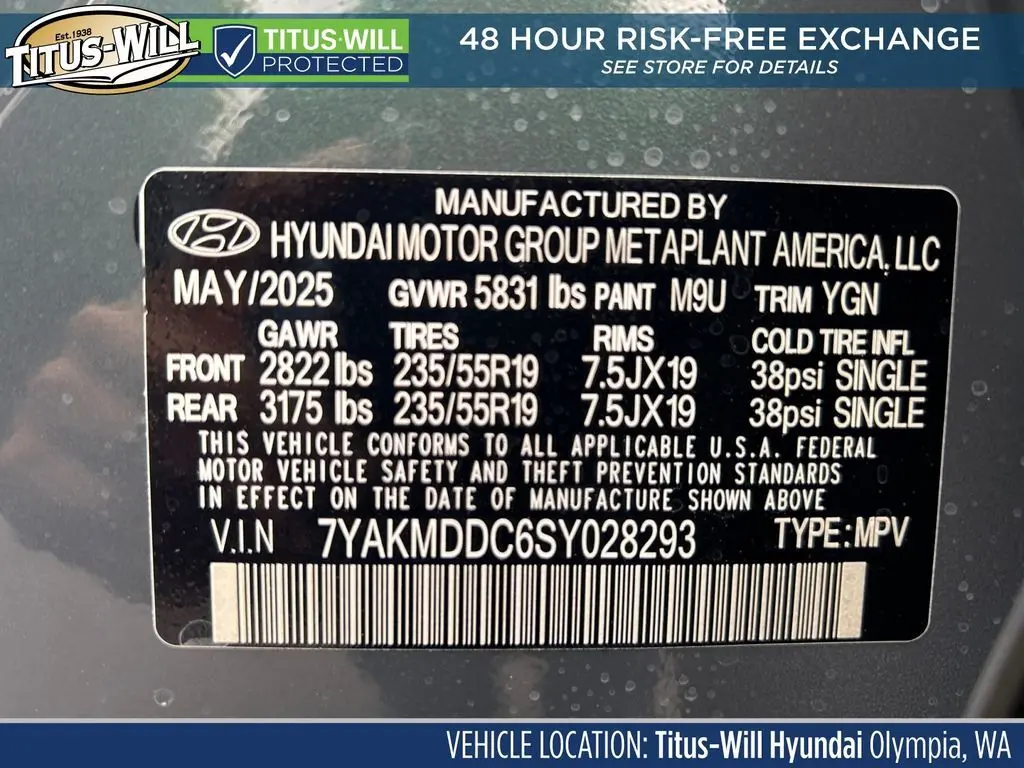 Est. 1938
TITUS-WILL
TITUS-WILL
PROTECTED
48 HOUR RISK-FREE EXCHANGE
SEE STORE FOR DETAILS
MANUFACTURED BY
HYUNDAI MOTOR GROUP METAPLANT AMERICA, LLC
MAY/2025 GVWR 5831 lbs PAINT M9U TRIM YGN
GAWR TIRES RIMS COLD TIRE INFL
FRONT 2822 lbs 235/55R19 7.5JX19 38psi SINGLE
REAR 3175 lbs 235/55R19 7.5JX19 38psi SINGLE
THIS VEHICLE CONFORMS TO ALL APPLICABLE U.S.A. FEDERAL
MOTOR VEHICLE SAFETY AND THEFT PREVENTION STANDARDS
IN EFFECT ON THE DATE OF MANUFACTURE SHOWN ABOVE
V.I.N 7YAKMDDC6SY028293 TYPE:MPV
VEHICLE LOCATION: Titus-Will Hyundai Olympia, WA